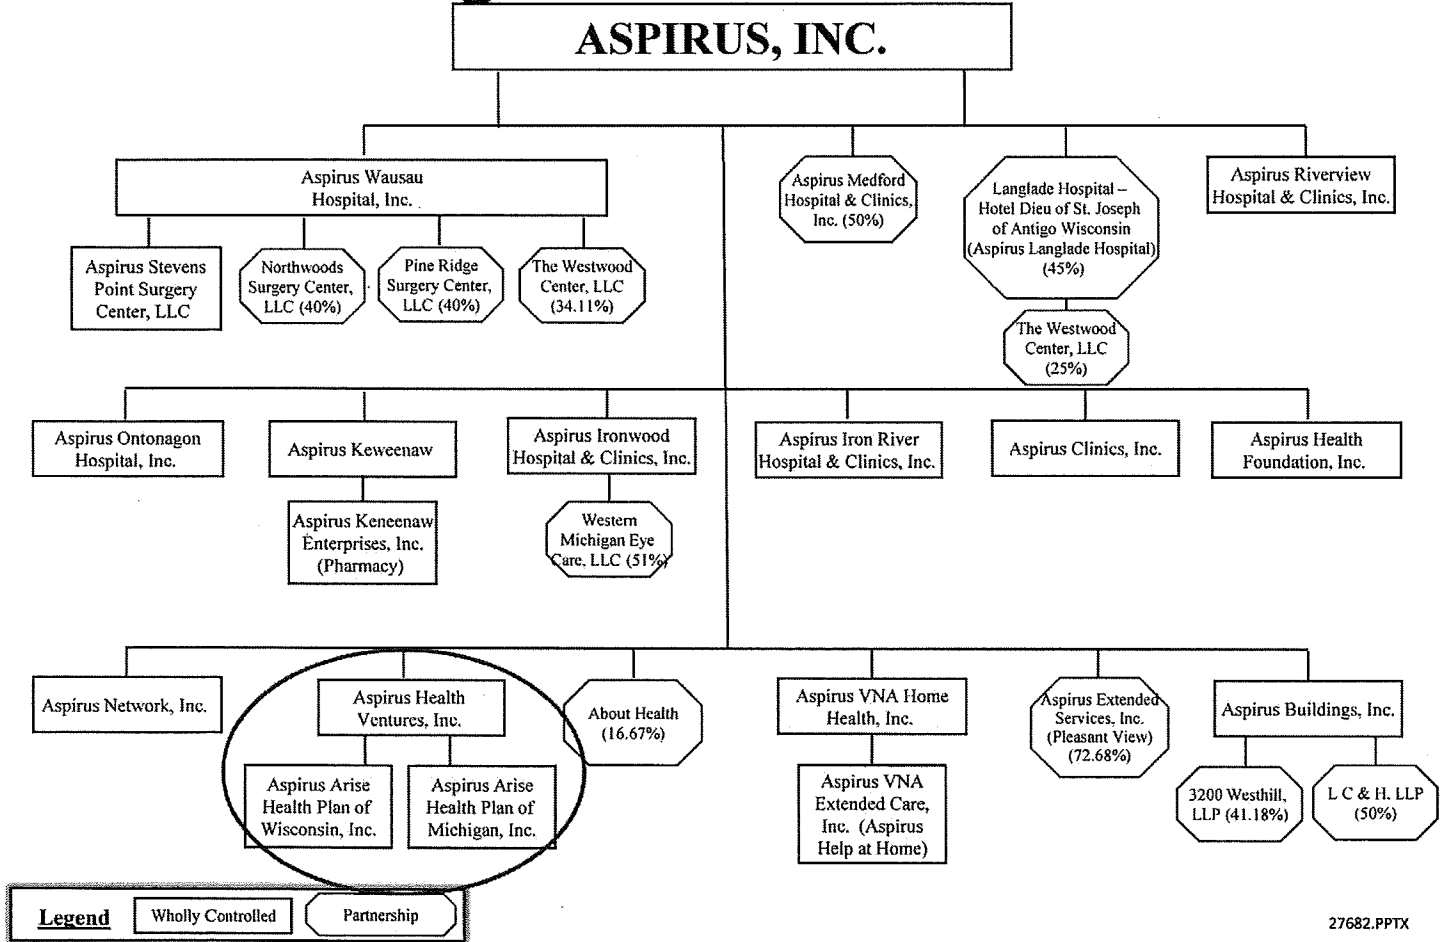 ASPIRUS, INC.
Aspirus Wausau
Hospital, Inc.
Aspirus Medford
Hospital & Clinics,
Inc. (50%)
Langlade Hospital –
Hotel Dieu of St. Joseph
of Antigo Wisconsin
(Aspirus Langlade Hospital)
(45%)
Aspirus Riverview
Hospital & Clinics, Inc.
Aspirus Stevens
Point Surgery
Center, LLC
Northwoods
Surgery Center,
LLC (40%)
Pine Ridge
Surgery Center,
LLC (40%)
The Westwood
Center, LLC
(34.11%)
The Westwood
Center, LLC
(25%)
Aspirus Ontonagon
Hospital, Inc.
Aspirus Keweenaw
Aspirus Ironwood
Hospital & Clinics, Inc.
Aspirus Iron River
Hospital & Clinics, Inc.
Aspirus Clinics, Inc.
Aspirus Health
Foundation, Inc.
Aspirus Keneenaw
Enterprises, Inc.
(Pharmacy)
Western
Michigan Eye
Care, LLC (51%)
Aspirus Network, Inc.
Aspirus Health
Ventures, Inc.
About Health
(16.67%)
Aspirus VNA Home
Health, Inc.
Aspirus Extended
Services, Inc.
(Pleasant View)
(72.68%)
Aspirus Buildings, Inc.
Aspirus Arise
Health Plan of
Wisconsin, Inc.
Aspirus Arise
Health Plan of
Michigan, Inc.
Aspirus VNA
Extended Care,
Inc. (Aspirus
Help at Home)
3200 Westhill,
LLP (41.18%)
L C & H. LLP
(50%)
Legend
Wholly Controlled
Partnership
27682.PPTX